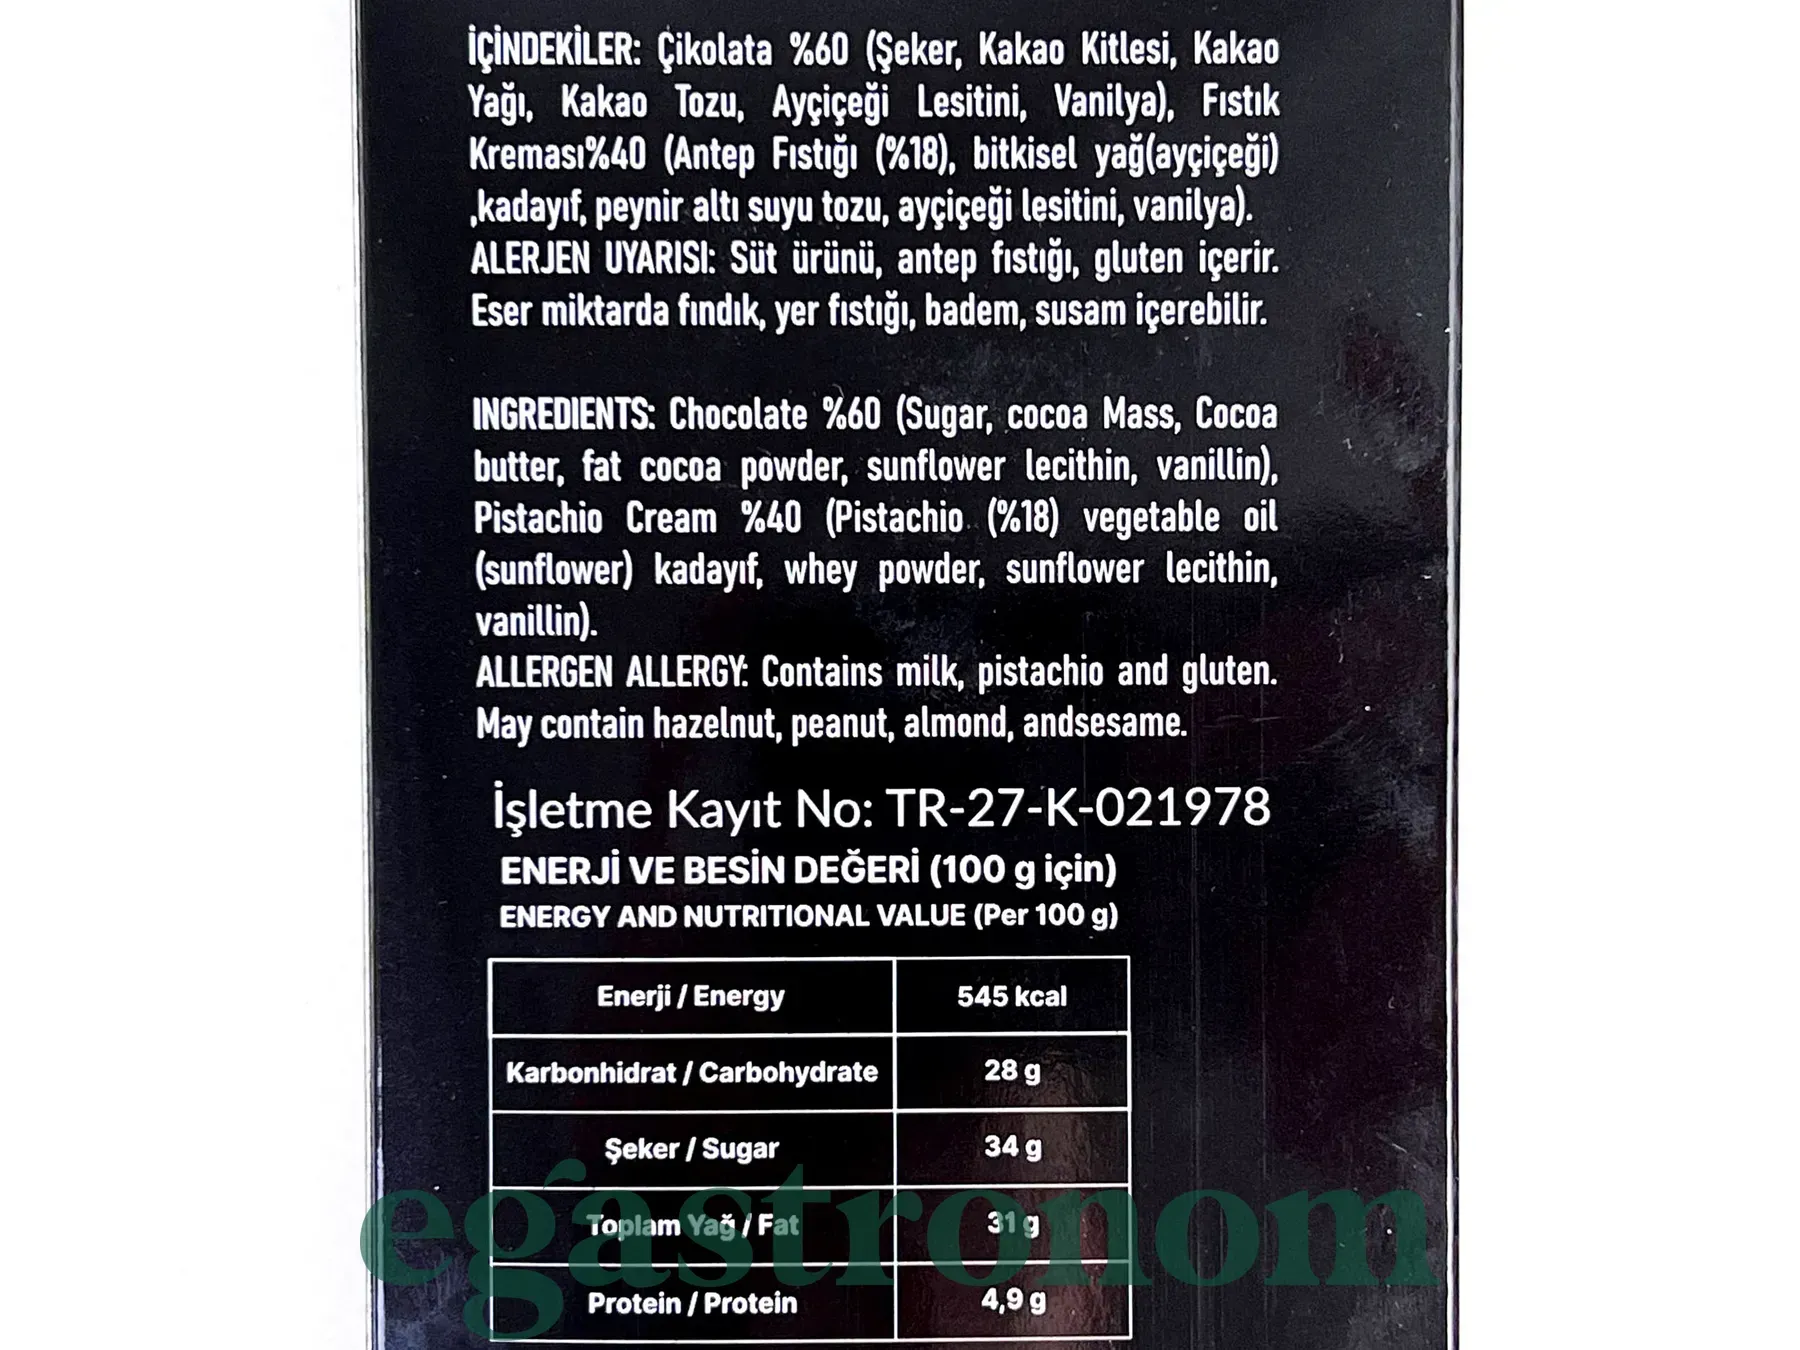 İÇİNDEKİLER: Çikolata %60 (Şeker, Kakao Kitlesi, Kakao
Yağı, Kakao Tozu, Ayçiçeği Lesitini, Vanilya), Fıstık
Kreması%40 (Antep Fıstığı (%18), bitkisel yağ(ayçiçeği)
,kadayıf, peynir altı suyu tozu, ayçiçeği lesitini, vanilya).
ALERJEN UYARISI: Süt ürünü, antep fıstığı, gluten içerir.
Eser miktarda fındık, yer fıstığı, badem, susam içerebilir.
INGREDIENTS: Chocolate %60 (Sugar, cocoa Mass, Cocoa
butter, fat cocoa powder, sunflower lecithin, vanillin),
Pistachio Cream %40 (Pistachio (%18) vegetable oil
(sunflower) kadayıf, whey powder, sunflower lecithin,
vanillin).
ALLERGEN ALLERGY: Contains milk, pistachio and gluten.
May contain hazelnut, peanut, almond, andsesame.
İşletme Kayıt No: TR-27-K-021978
ENERJİ VE BESİN DEĞERİ (100 g için)
ENERGY AND NUTRITIONAL VALUE (Per 100 g)
Enerji / Energy 545 kcal
Karbonhidrat / Carbohydrate 28 g
Şeker / Sugar 34 g
Toplam Yağ / Fat 31 g
egastronom
Protein / Protein 4,9 g